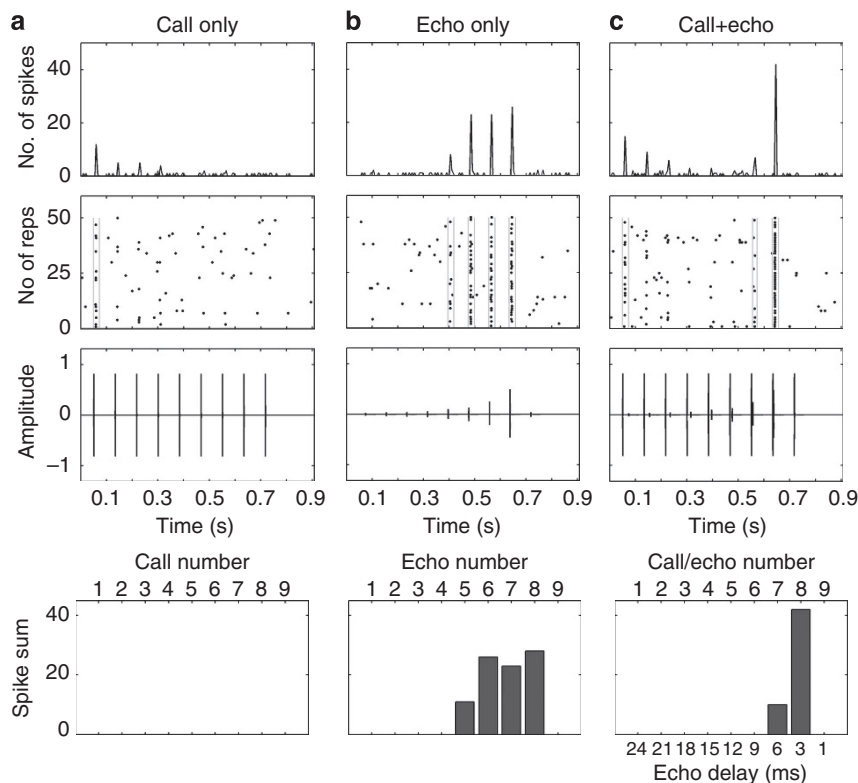 a Call only b Echo only c Call+echo
No. of spikes
40
20
0
No of reps
50
25
0
Amplitude
1
0
−1
0.1 0.3 0.5 0.7 0.9 0.1 0.3 0.5 0.7 0.9 0.1 0.3 0.5 0.7 0.9
Time (s) Time (s) Time (s)
Call number Echo number Call/echo number
1 2 3 4 5 6 7 8 9 1 2 3 4 5 6 7 8 9 1 2 3 4 5 6 7 8 9
Spike sum
40
20
0
24 21 18 15 12 9 6 3 1
Echo delay (ms)